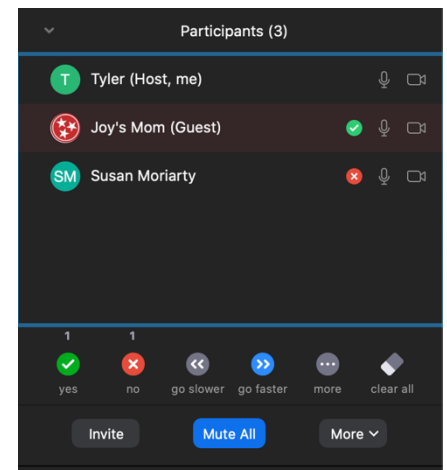 Participants (3)
T Tyler (Host, me)
Joy's Mom (Guest)
SM Susan Moriarty
1 1
yes no go slower go faster more clear all
Invite Mute All More